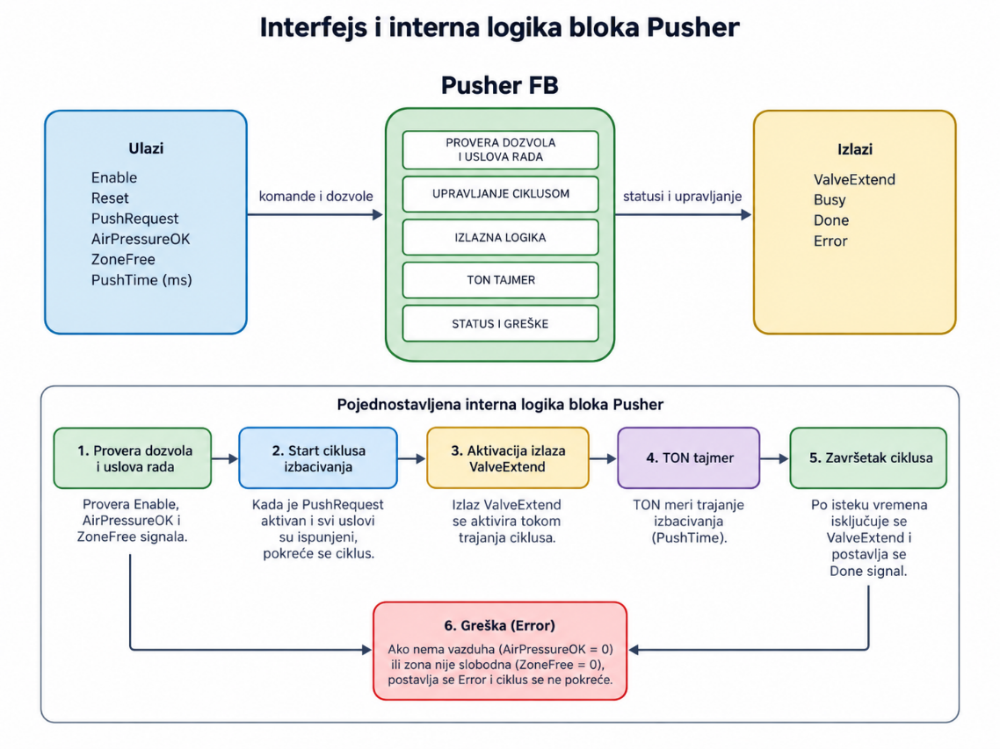 Interfejs i interna logika bloka Pusher
Pusher FB
Ulazi
Enable
Reset
PushRequest
AirPressureOK
ZoneFree
PushTime (ms)
komande i dozvole
PROVERA DOZVOLA
I USLOVA RADA
UPRAVLJANJE CIKLUSOM
IZLAZNA LOGIKA
TON TAJMER
STATUS I GREŠKE
statusi i upravljanje
Izlazi
ValveExtend
Busy
Done
Error
Pojednostavljena interna logika bloka Pusher
1. Provera dozvola
i uslova rada
Provera Enable,
AirPressureOK i
ZoneFree signala.
2. Start ciklusa
izbacivanja
Kada je PushRequest
aktivan i svi uslovi
su ispunjeni,
pokreće se ciklus.
3. Aktivacija izlaza
ValveExtend
Izlaz ValveExtend
se aktivira tokom
trajanja ciklusa.
4. TON tajmer
TON meri trajanje
izbacivanja
(PushTime).
5. Završetak ciklusa
Po isteku vremena
isključuje se
ValveExtend i
postavlja se
Done signal.
6. Greška (Error)
Ako nema vazduha (AirPressureOK = 0)
ili zona nije slobodna (ZoneFree = 0),
postavlja se Error i ciklus se ne pokreće.